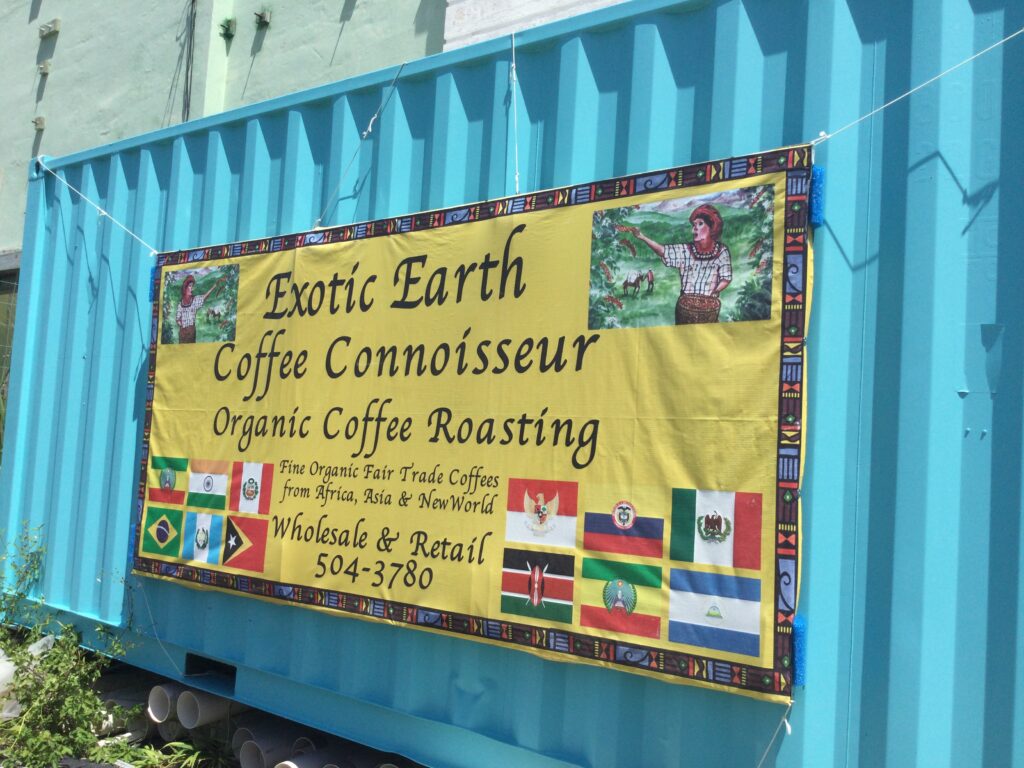 Exotic Earth
Coffee Connoisseur
Organic Coffee Roasting
Fine Organic Fair Trade Coffees
from Africa, Asia & NewWorld
Wholesale & Retail
504-3780